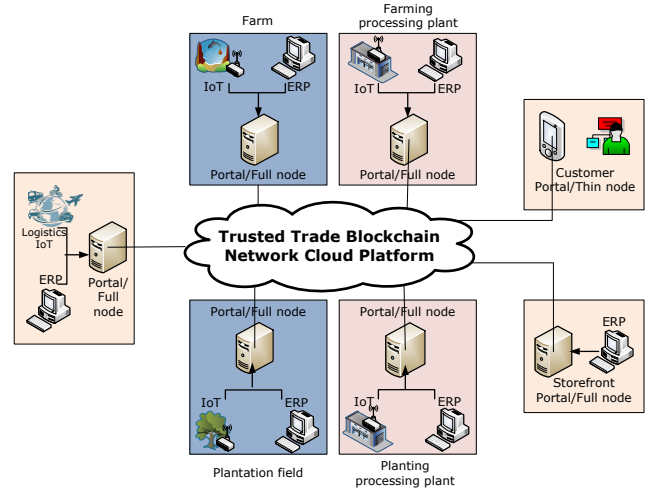 Farm
Farming
processing plant
IoT
ERP
IoT
ERP
Portal/Full node
Portal/Full node
Customer
Portal/Thin node
Logistics
IoT
ERP
Portal/
Full
node
Trusted Trade Blockchain
Network Cloud Platform
Portal/Full node
Portal/Full node
ERP
Storefront
Portal/Full node
IoT
ERP
IoT
ERP
Plantation field
Planting
processing plant